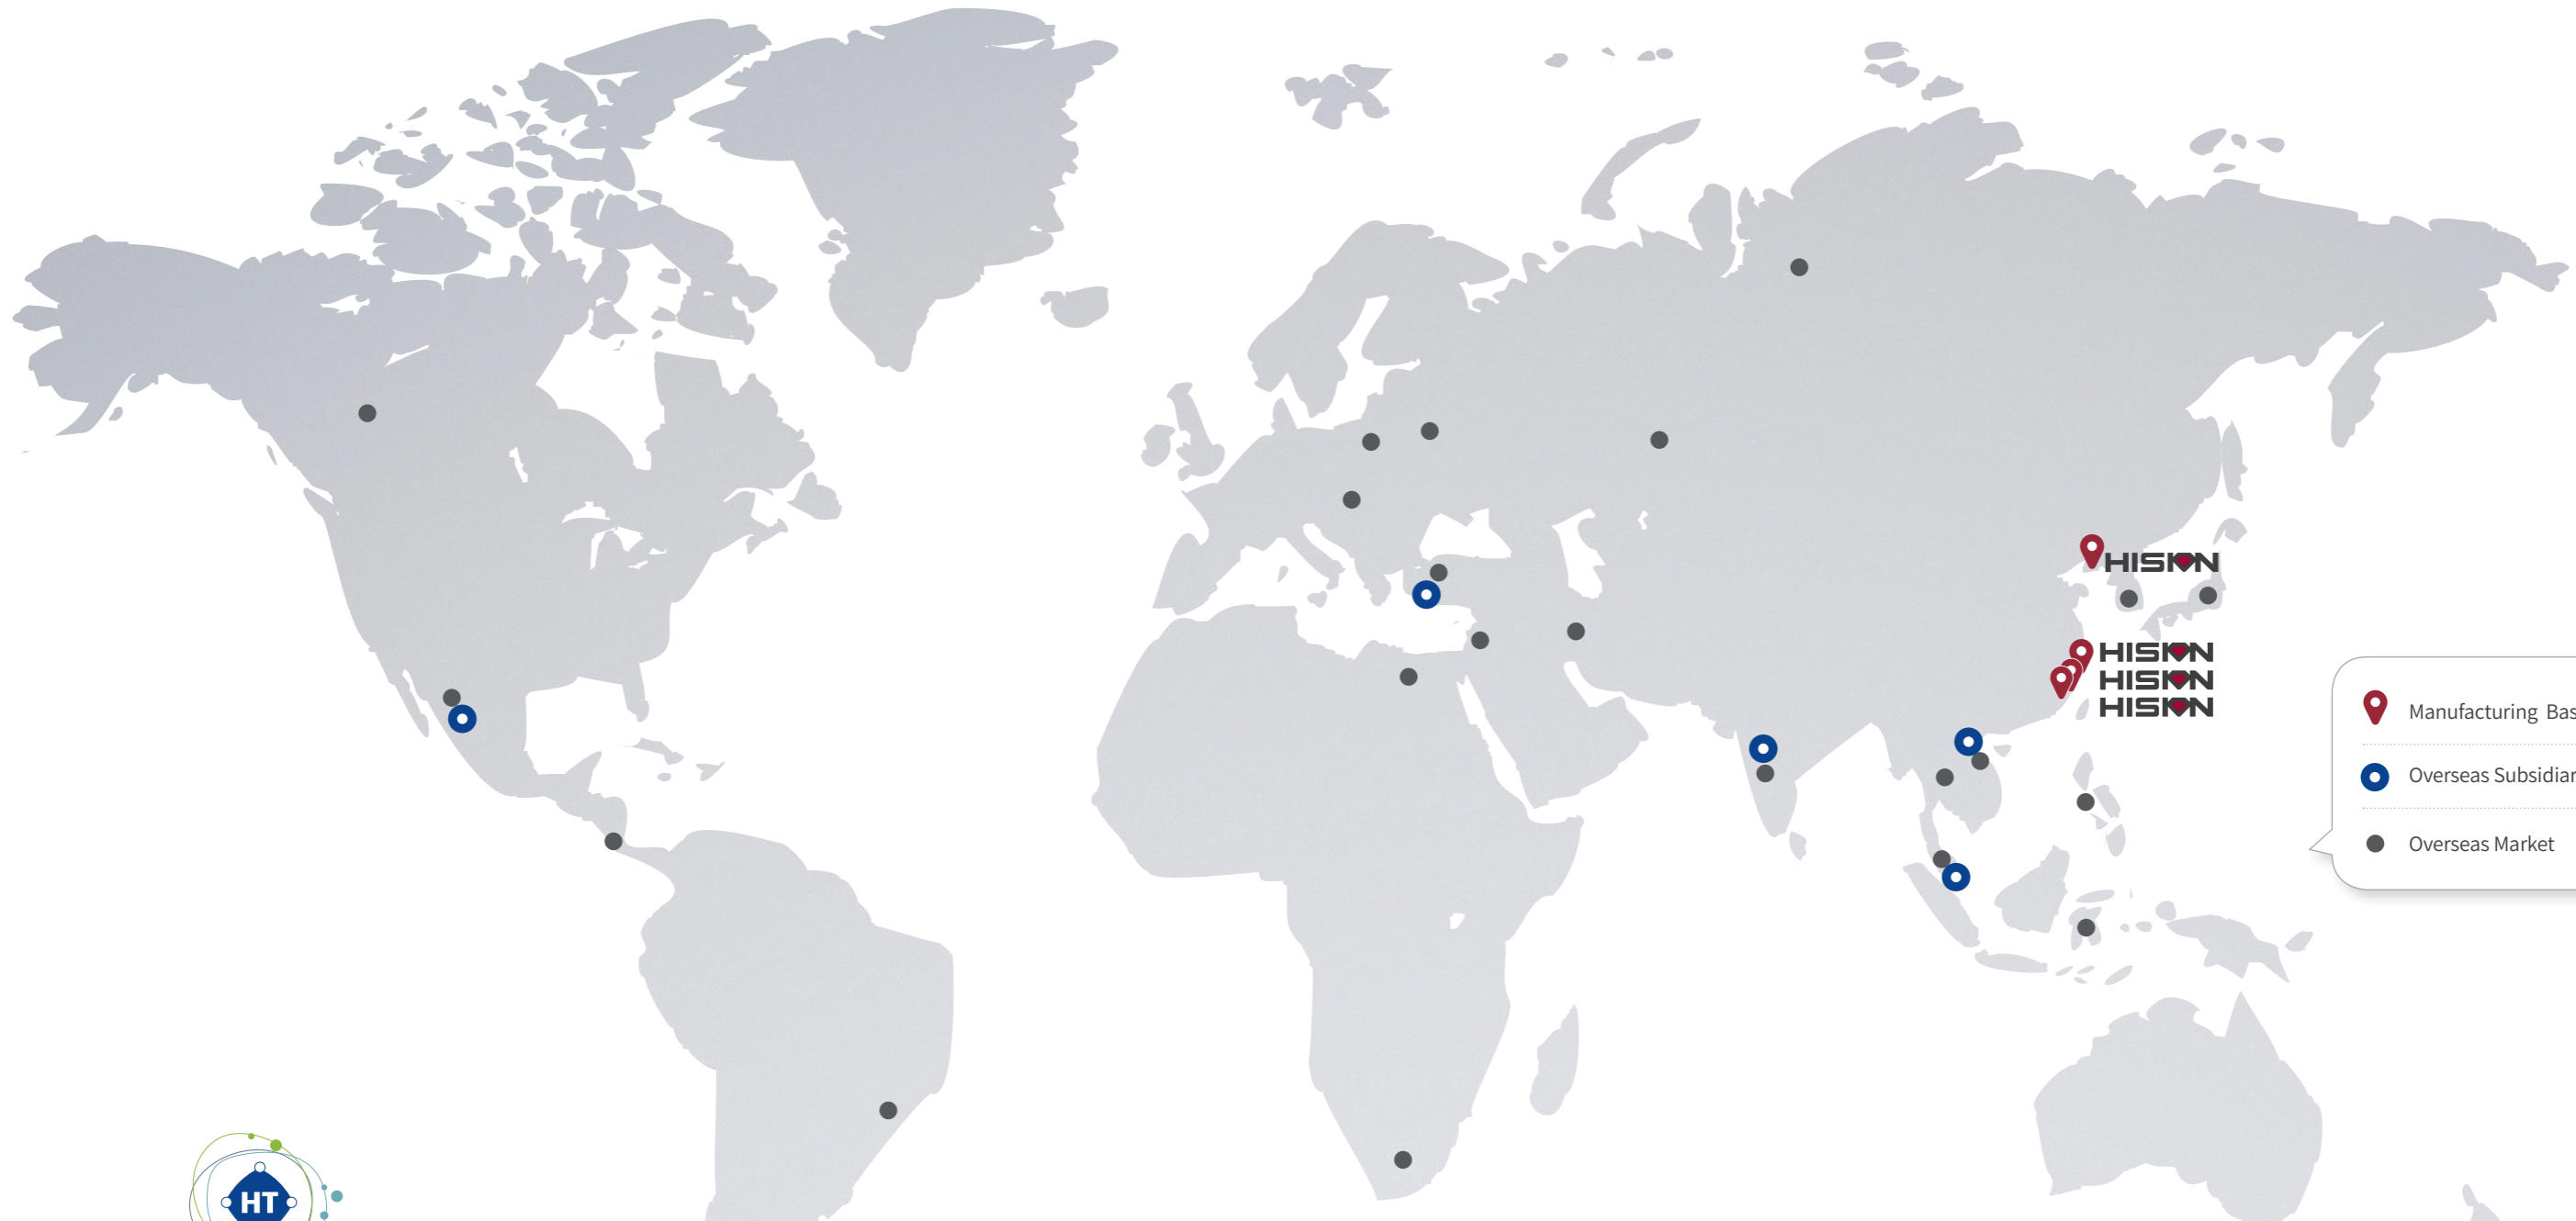 HISION
HISION
HISION
HISION
Manufacturing Bas
Overseas Subsidiar
Overseas Market
HT